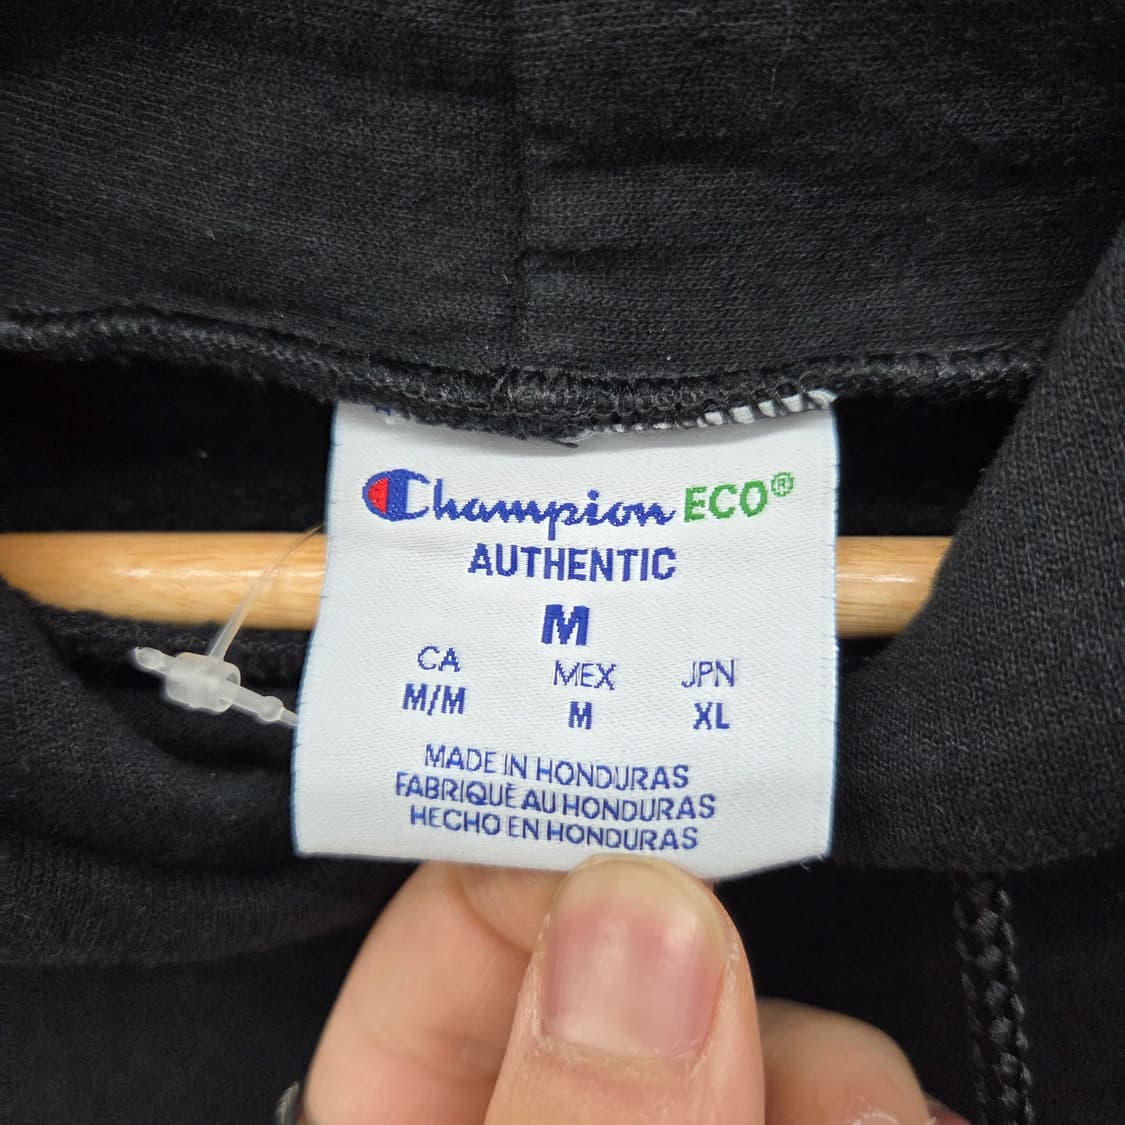 Champion ECO®
AUTHENTIC
M
CA MEX JPN
M/M M XL
MADE IN HONDURAS
FABRIQUÉ AU HONDURAS
HECHO EN HONDURAS